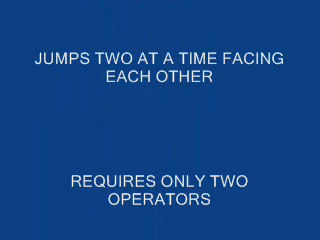 JUMPS TWO AT A TIME FACING
EACH OTHER
REQUIRES ONLY TWO
OPERATORS